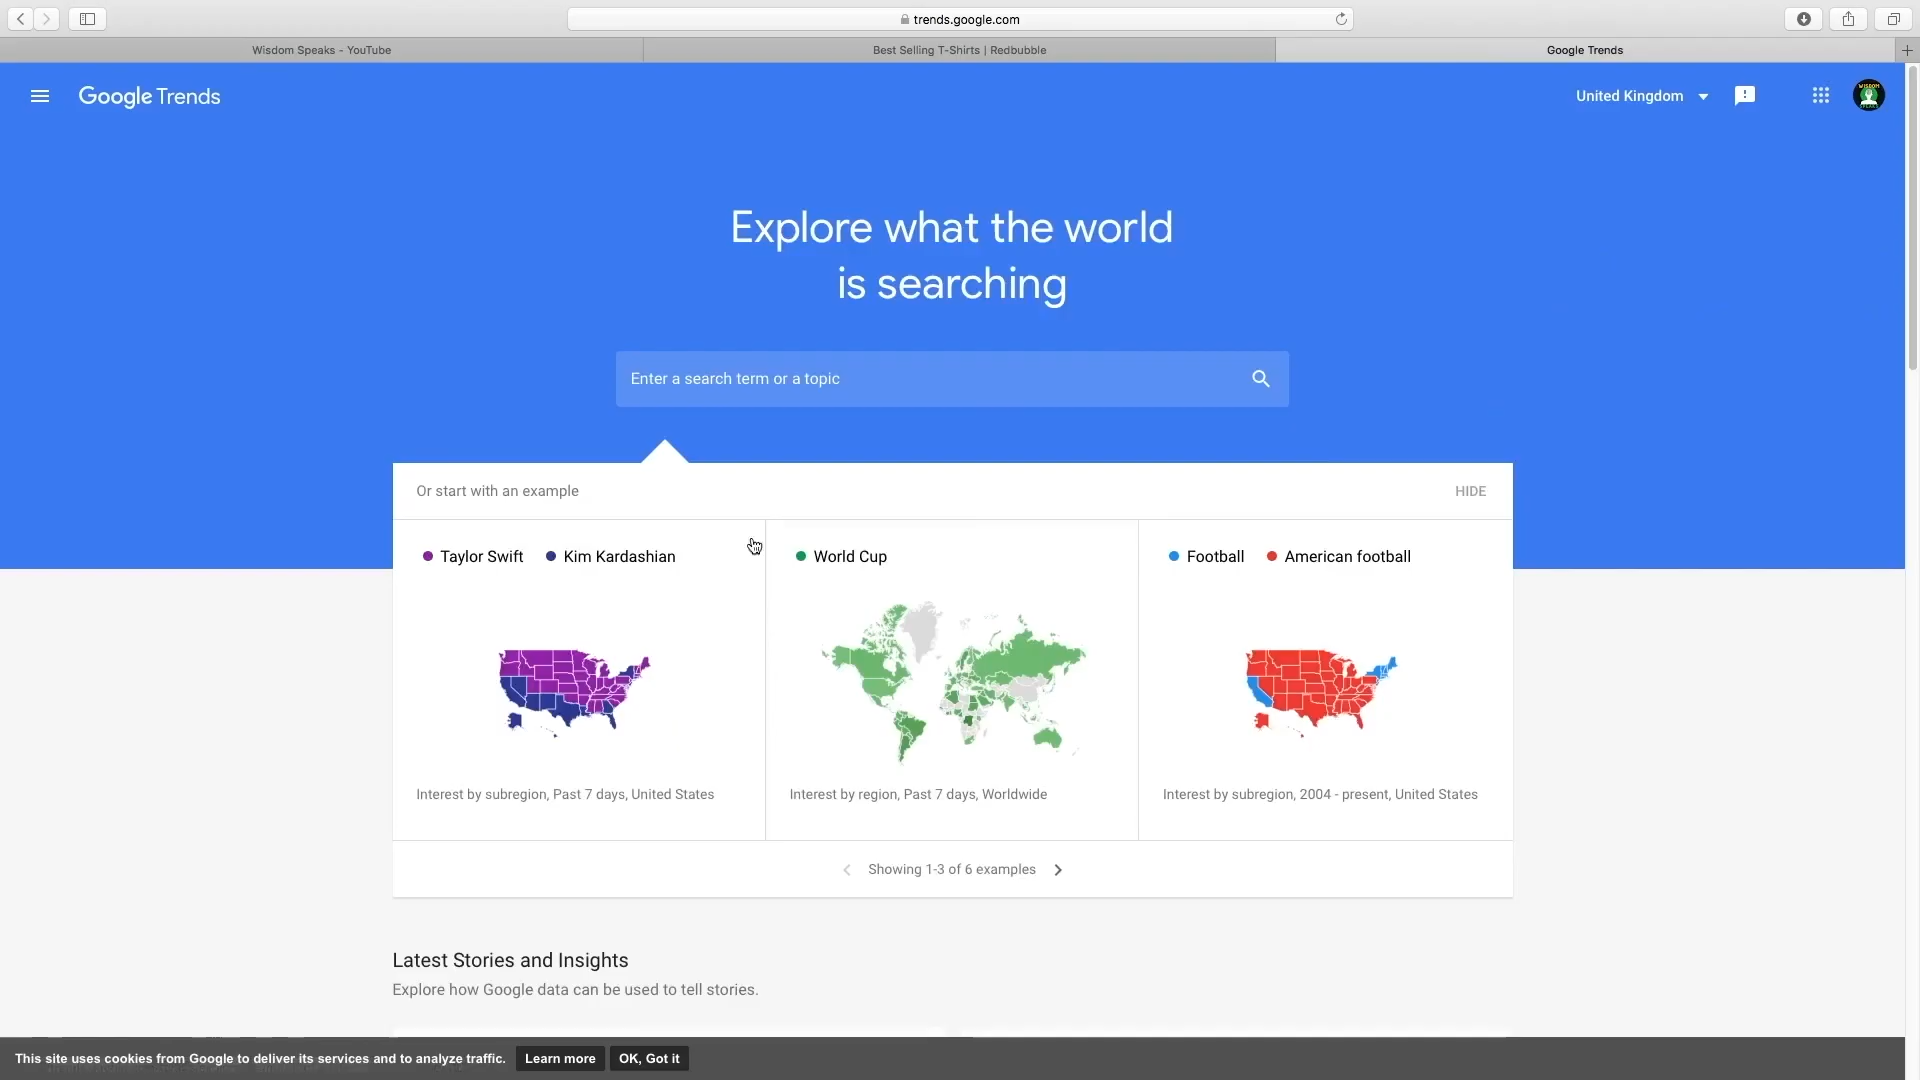 trends.google.com
Wisdom Speaks - YouTube
Best Selling T-Shirts | Redbubble
Google Trends
Google Trends
United Kingdom
Explore what the world
is searching
Enter a search term or a topic
Or start with an example
HIDE
Taylor Swift
Kim Kardashian
World Cup
Football
American football
Interest by subregion, Past 7 days, United States
Interest by region, Past 7 days, Worldwide
Interest by subregion, 2004 - present, United States
Showing 1-3 of 6 examples
Latest Stories and Insights
Explore how Google data can be used to tell stories.
This site uses cookies from Google to deliver its services and to analyze traffic.
Learn more
OK, Got it